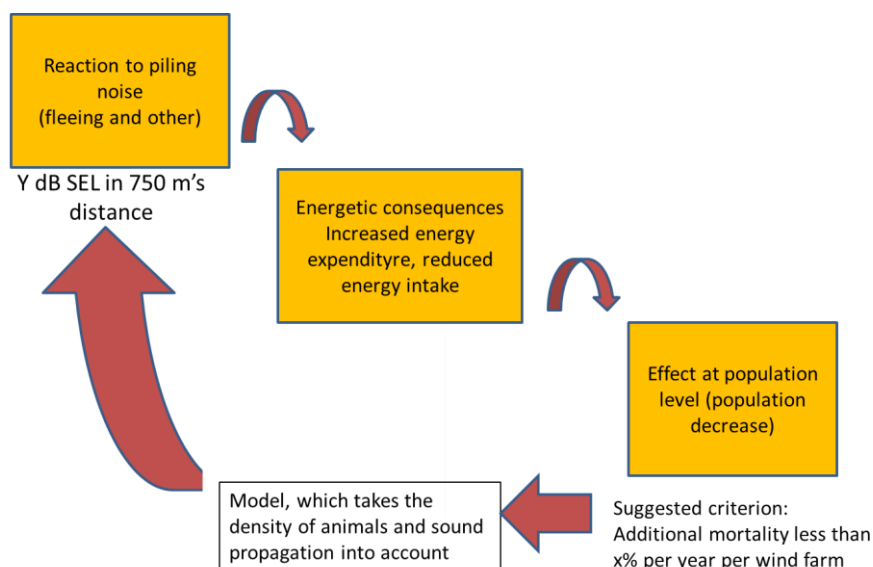 Reaction to piling
noise
(fleeing and other)
Y dB SEL in 750 m's
distance
Energetic consequences
Increased energy
expendityre, reduced
energy intake
Effect at population
level (population
decrease)
Model, which takes the
density of animals and sound
propagation into account
Suggested criterion:
Additional mortality less than
x% per year per wind farm